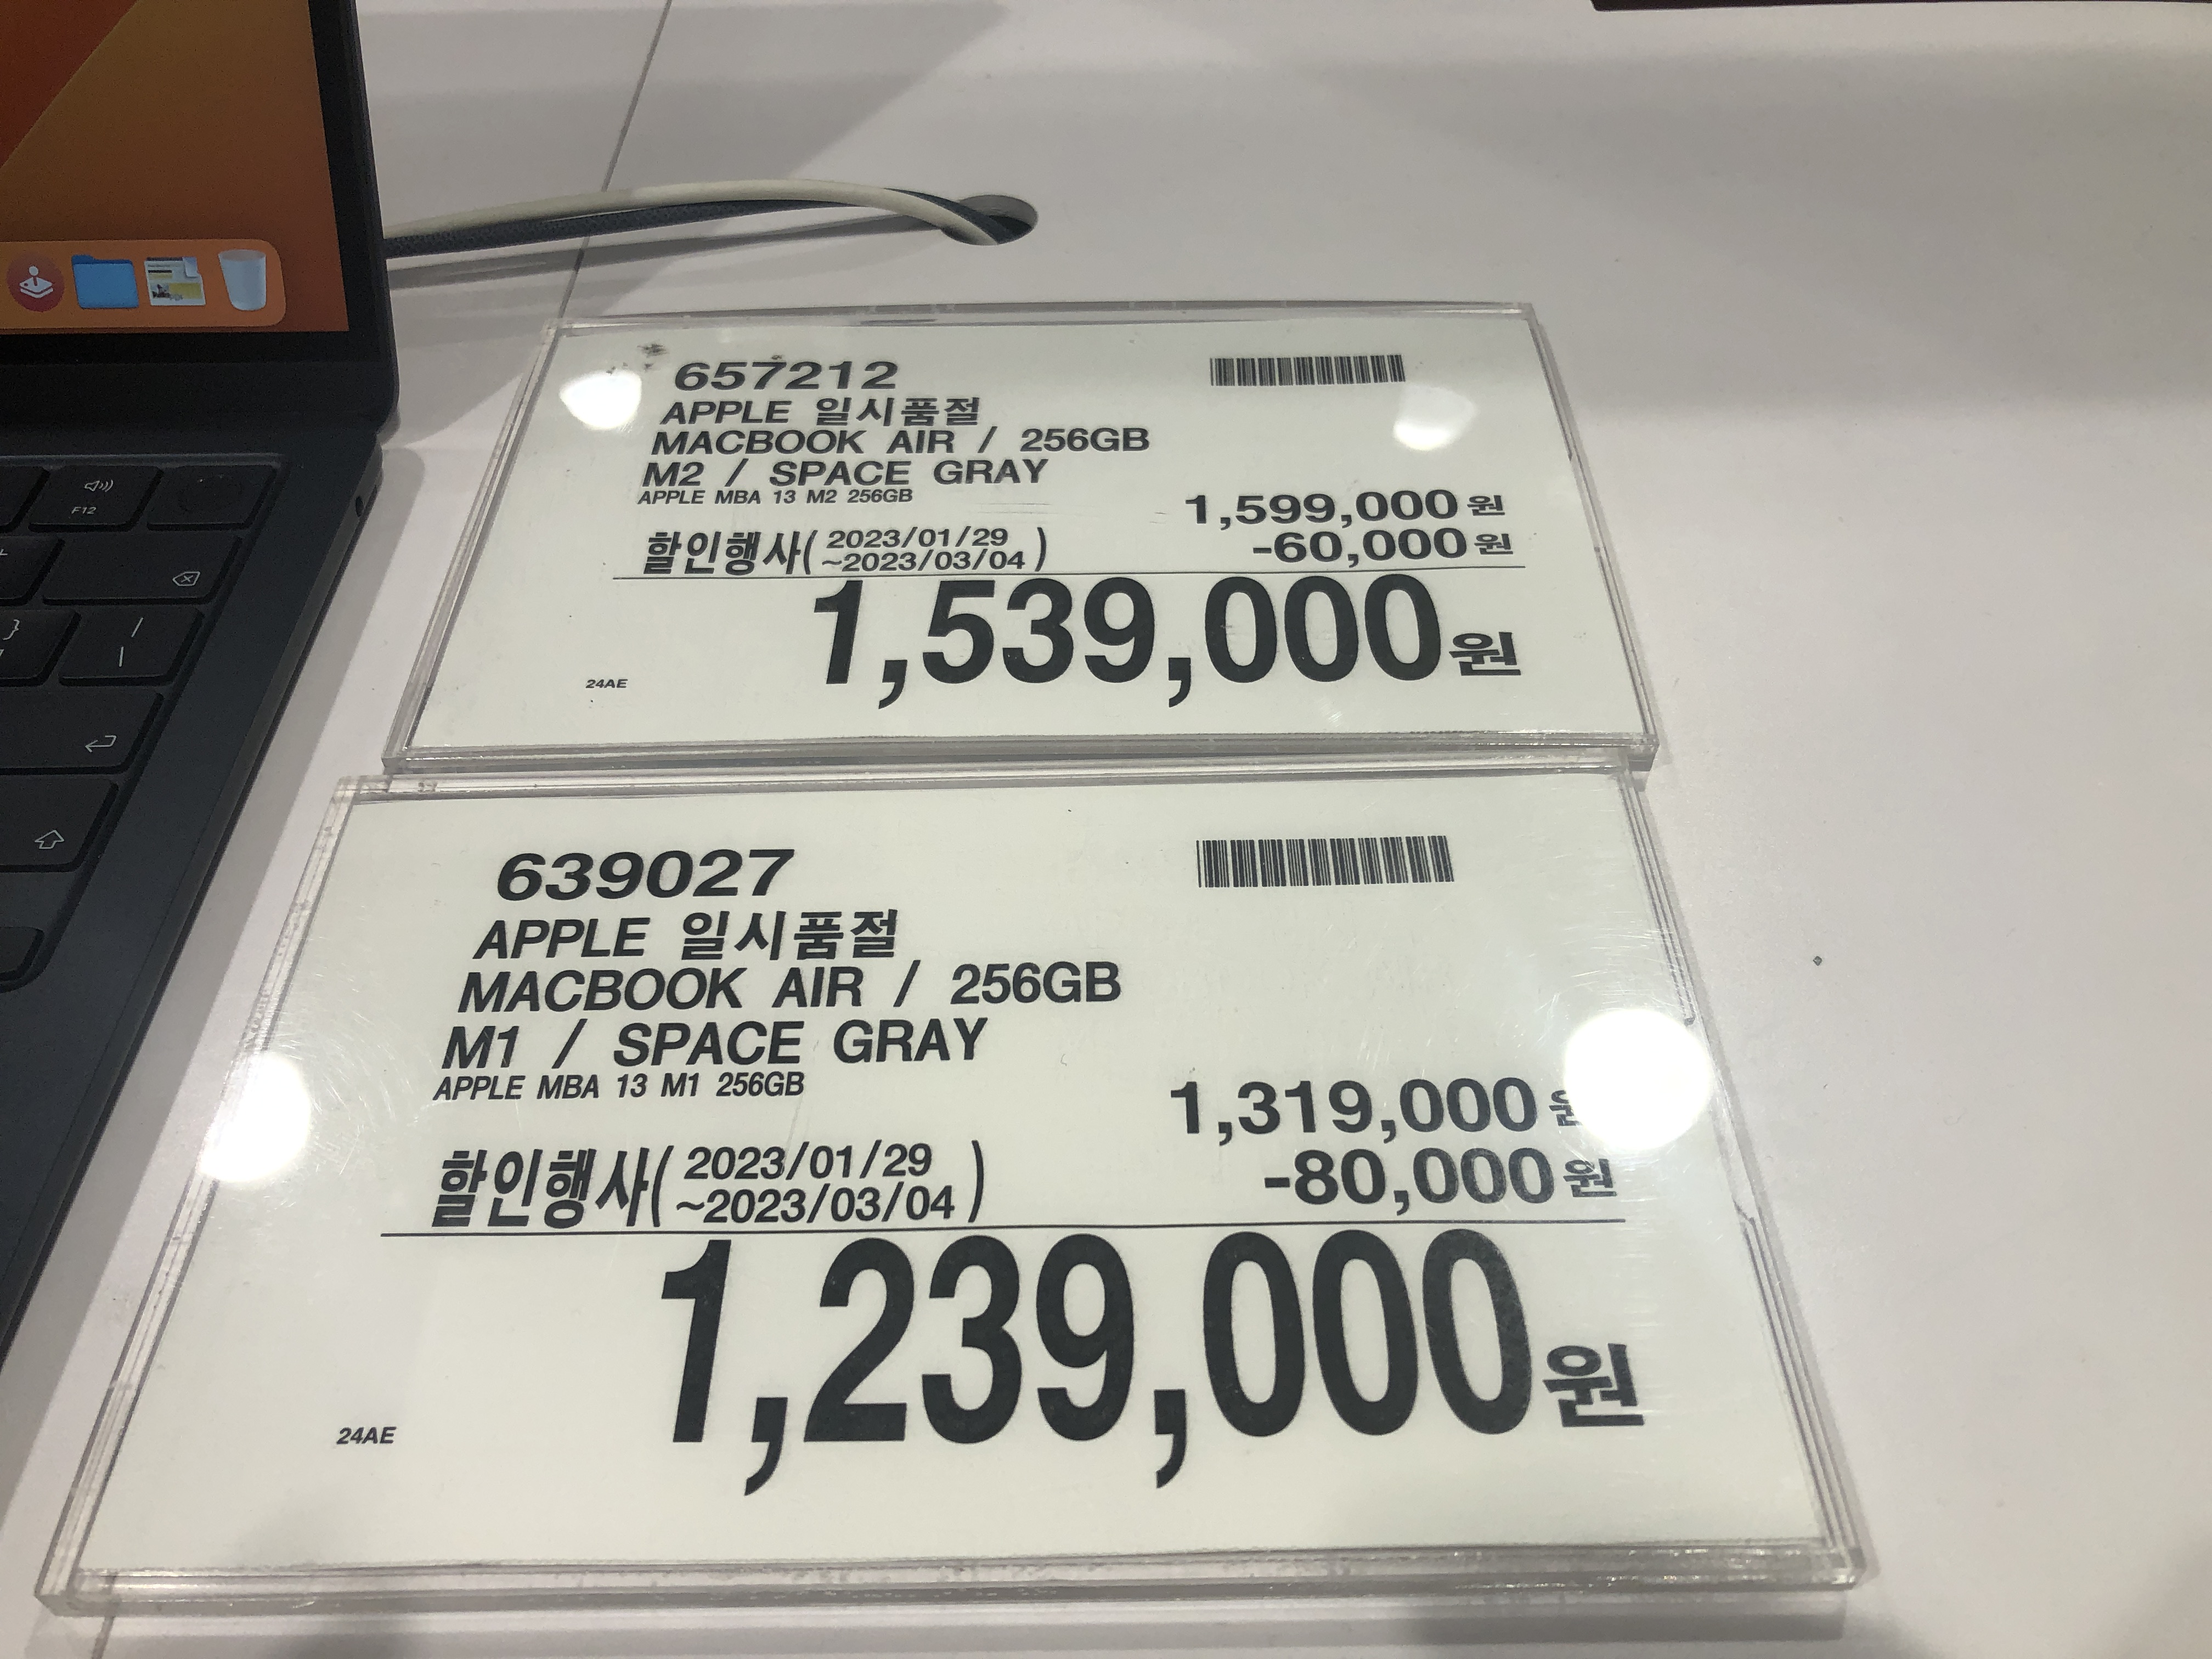 F12
657212
APPLE 일시품절
MACBOOK AIR / 256GB
M2 / SPACE GRAY
APPLE MBA 13 M2 256GB
1,599,000원
할인행사( 2023/01/29
~2023/03/04 )
-60,000원
1,539,000원
24AE
639027
APPLE 일시품절
MACBOOK AIR / 256GB
M1 / SPACE GRAY
APPLE MBA 13 M1 256GB
1,319,000원
할인행사( 2023/01/29
~2023/03/04 )
-80,000원
1,239,000원
24AE